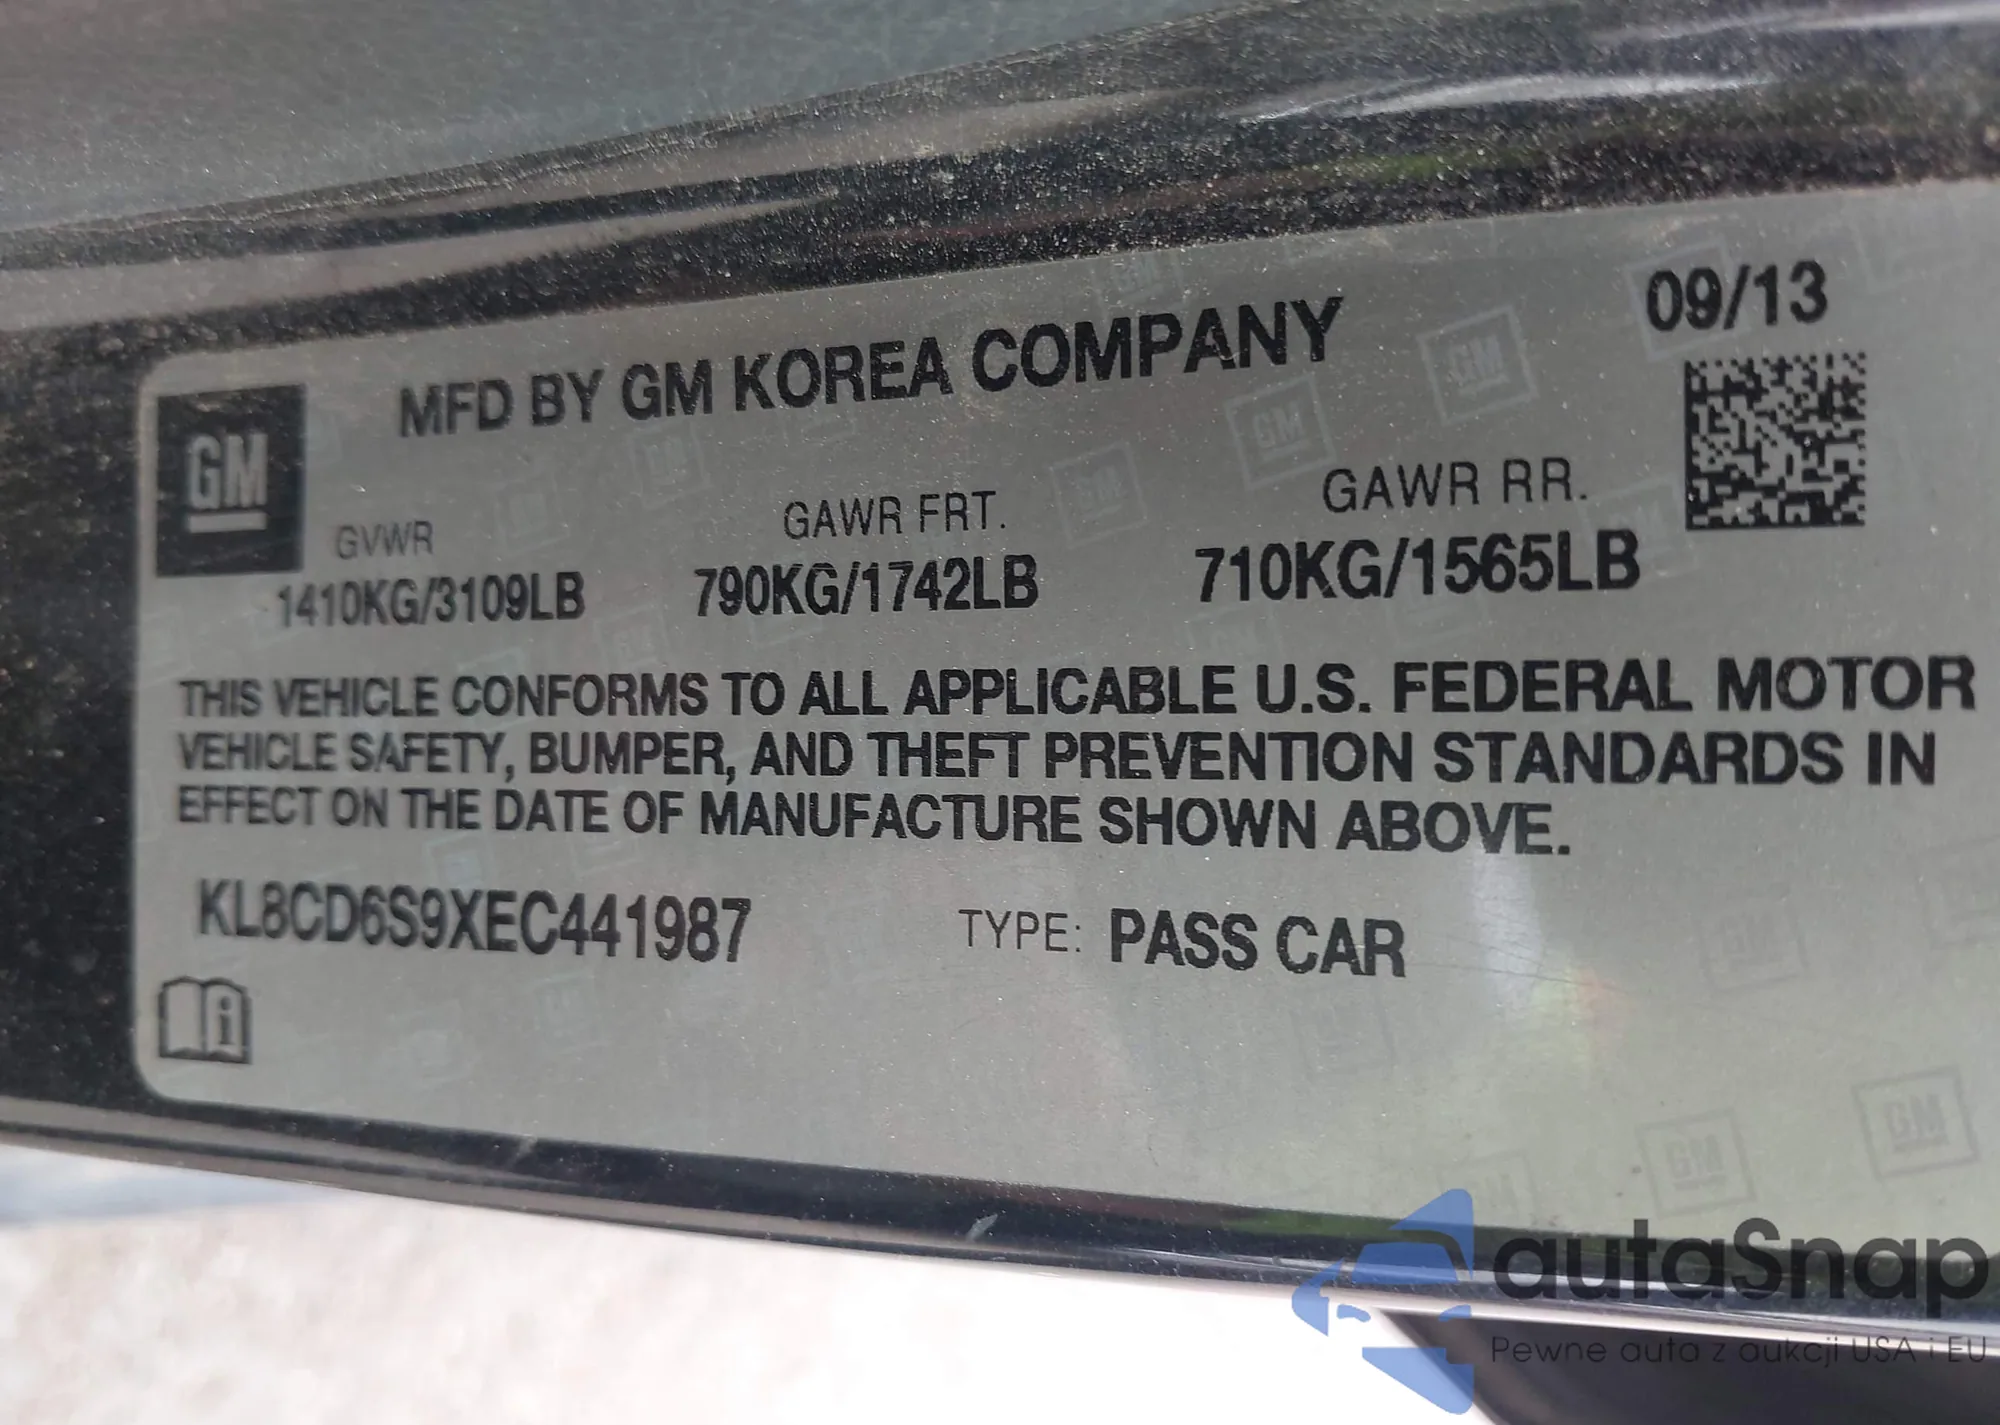 09/13
MFD BY GM KOREA COMPANY
GM
GVWR GAWR FRT. GAWR RR.
1410KG/3109LB 790KG/1742LB 710KG/1565LB
THIS VEHICLE CONFORMS TO ALL APPLICABLE U.S. FEDERAL MOTOR
VEHICLE SAFETY, BUMPER, AND THEFT PREVENTION STANDARDS IN
EFFECT ON THE DATE OF MANUFACTURE SHOWN ABOVE.
KL8CD6S9XEC441987 TYPE: PASS CAR
autaSnap
Pewne auta z aukcji USA i EU